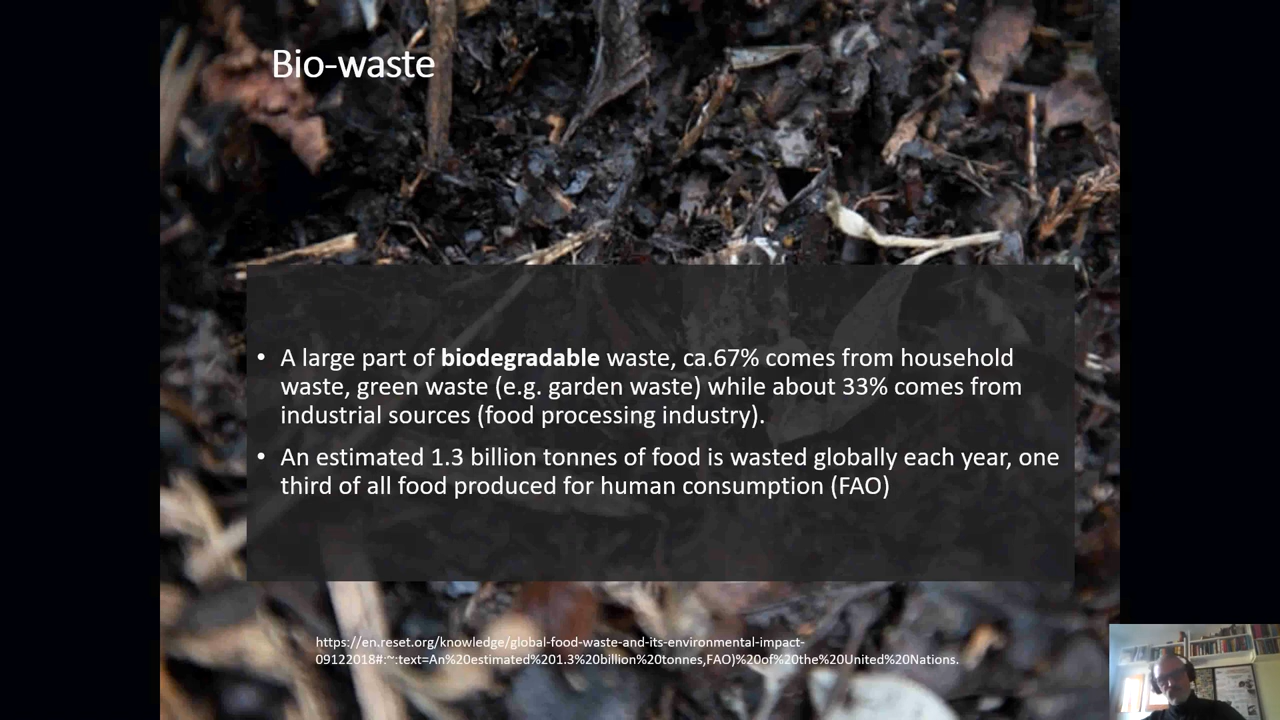 Bio-waste
• A large part of biodegradable waste, ca.67% comes from household
waste, green waste (e.g. garden waste) while about 33% comes from
industrial sources (food processing industry).
• An estimated 1.3 billion tonnes of food is wasted globally each year, one
third of all food produced for human consumption (FAO)
https://en.reset.org/knowledge/global-food-waste-and-its-environmental-impact-
09122018#:~:text=An%20estimated%201.3%20billion%20tonnes,FAO)%20of%20the%20United%20Nations.